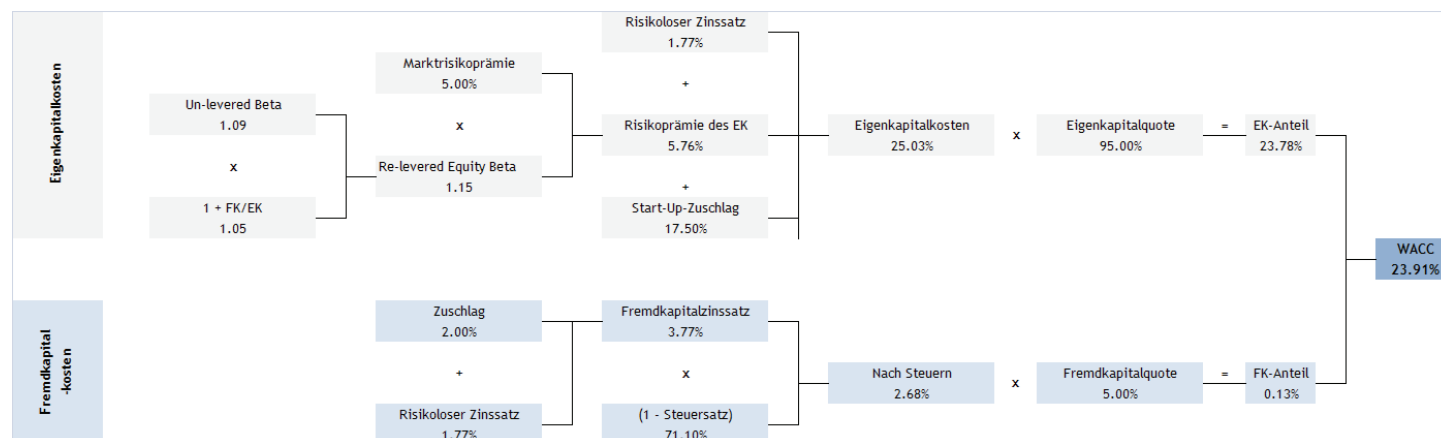 Eigenkapitalkosten
Risikoloser Zinssatz
1.77%
+
Marktrisikoprämie
5.00%
x
Un-levered Beta
1.09
x
1 + FK/EK
1.05
Re-levered Equity Beta
1.15
Risikoprämie des EK
5.76%
+
Start-Up-Zuschlag
17.50%
Eigenkapitalkosten
25.03%
x
Eigenkapitalquote
95.00%
=
EK-Anteil
23.78%
WACC
23.91%
Fremdkapital
-kosten
Zuschlag
2.00%
+
Risikoloser Zinssatz
1.77%
Fremdkapitalzinssatz
3.77%
x
(1 - Steuersatz)
71.10%
Nach Steuern
2.68%
x
Fremdkapitalquote
5.00%
=
FK-Anteil
0.13%